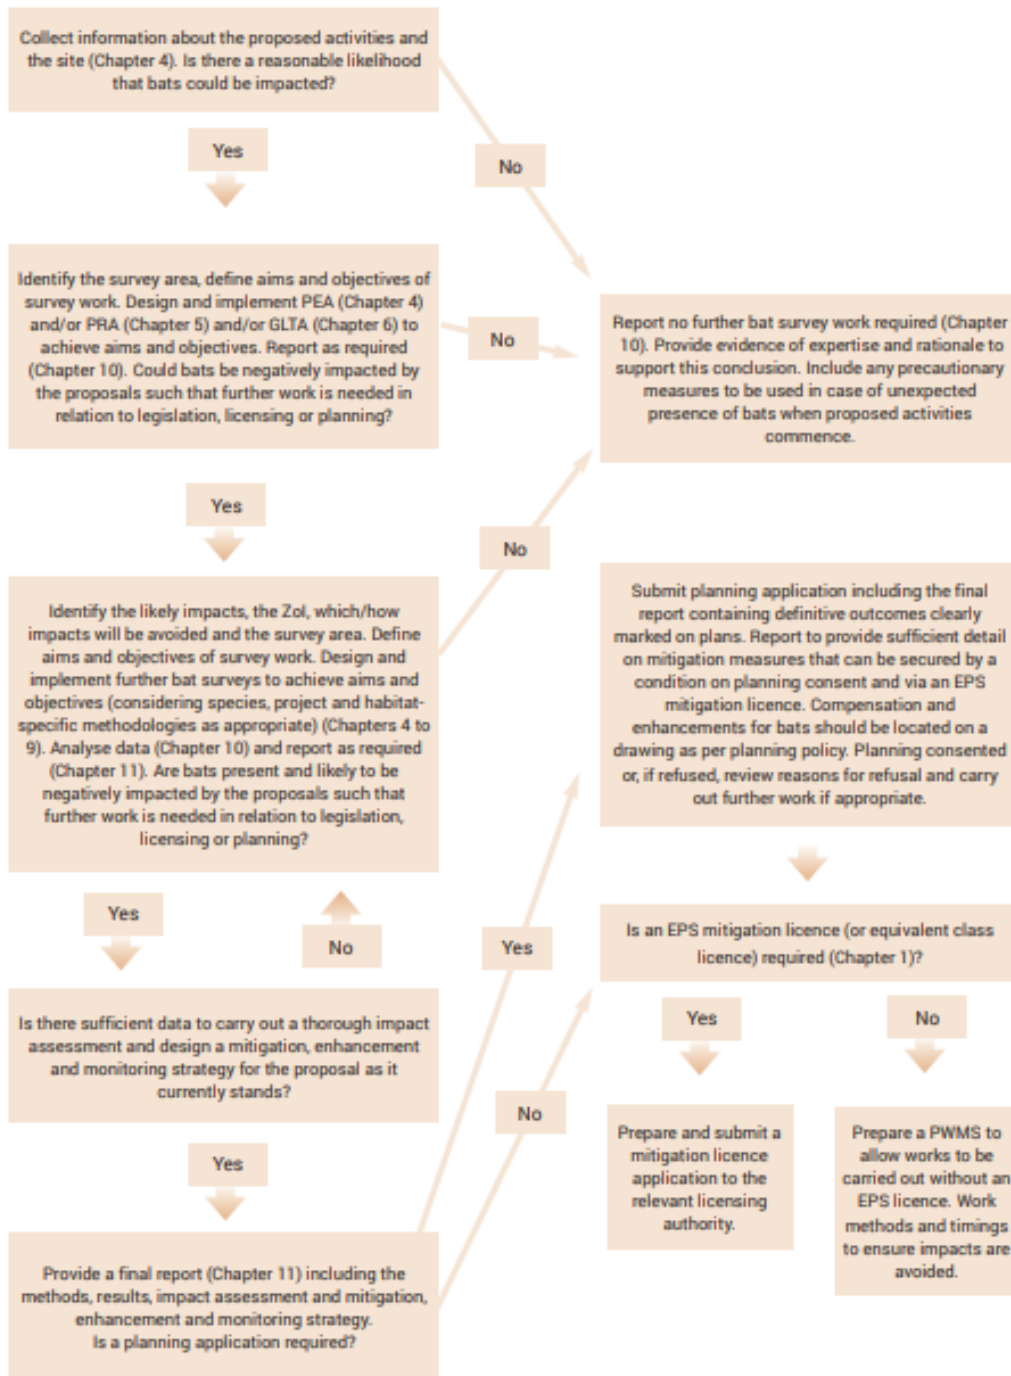 Collect information about the proposed activities and
the site (Chapter 4). Is there a reasonable likelihood
that bats could be impacted?
Yes
No
Identify the survey area, define aims and objectives of
survey work. Design and implement PEA (Chapter 4)
and/or PRA (Chapter 5) and/or GLTA (Chapter 6) to
achieve aims and objectives. Report as required
(Chapter 10). Could bats be negatively impacted by
the proposals such that further work is needed in
relation to legislation, licensing or planning?
No
Report no further bat survey work required (Chapter
10). Provide evidence of expertise and rationale to
support this conclusion. Include any precautionary
measures to be used in case of unexpected
presence of bats when proposed activities
commence.
Yes
No
Identify the likely impacts, the ZoI, which/how
impacts will be avoided and the survey area. Define
aims and objectives of survey work. Design and
implement further bat surveys to achieve aims and
objectives (considering species, project and habitat-
specific methodologies as appropriate) (Chapters 4 to
9). Analyse data (Chapter 10) and report as required
(Chapter 11). Are bats present and likely to be
negatively impacted by the proposals such that
further work is needed in relation to legislation,
licensing or planning?
Yes
No
Is there sufficient data to carry out a thorough impact
assessment and design a mitigation, enhancement
and monitoring strategy for the proposal as it
currently stands?
Yes
Provide a final report (Chapter 11) including the
methods, results, impact assessment and mitigation,
enhancement and monitoring strategy.
Is a planning application required?
Yes
No
Submit planning application including the final
report containing definitive outcomes clearly
marked on plans. Report to provide sufficient detail
on mitigation measures that can be secured by a
condition on planning consent and via an EPS
mitigation licence. Compensation and
enhancements for bats should be located on a
drawing as per planning policy. Planning consented
or, if refused, review reasons for refusal and carry
out further work if appropriate.
Is an EPS mitigation licence (or equivalent class
licence) required (Chapter 1)?
Yes
No
Prepare and submit a
mitigation licence
application to the
relevant licensing
authority.
Prepare a PWMS to
allow works to be
carried out without an
EPS licence. Work
methods and timings
to ensure impacts are
avoided.